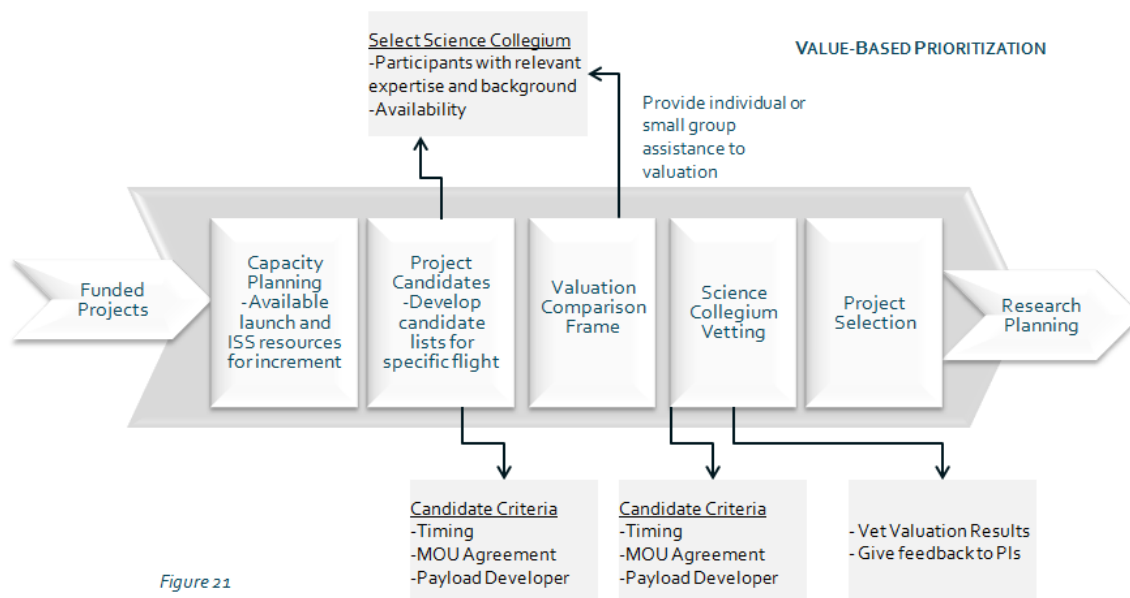 Select Science Collegium
-Participants with relevant
expertise and background
-Availability
VALUE-BASED PRIORITIZATION
Provide individual or
small group
assistance to
valuation
Funded
Projects
Capacity
Planning
-Available
launch and
ISS resources
for increment
Project
Candidates
-Develop
candidate
lists for
specific flight
Valuation
Comparison
Frame
Science
Collegium
Vetting
Project
Selection
Research
Planning
Candidate Criteria
-Timing
-MOU Agreement
-Payload Developer
Candidate Criteria
-Timing
-MOU Agreement
-Payload Developer
- Vet Valuation Results
- Give feedback to PIs
Figure 21